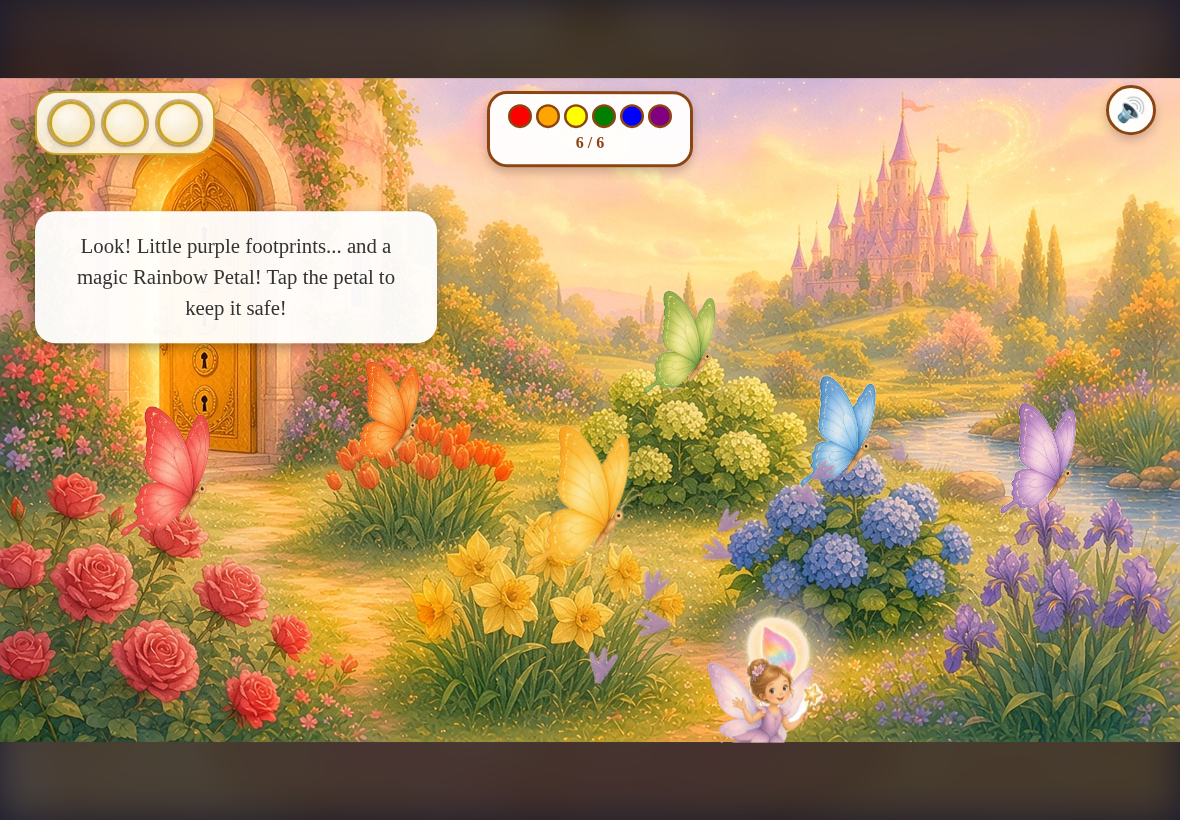 6 / 6
Look! Little purple footprints... and a
magic Rainbow Petal! Tap the petal to
keep it safe!